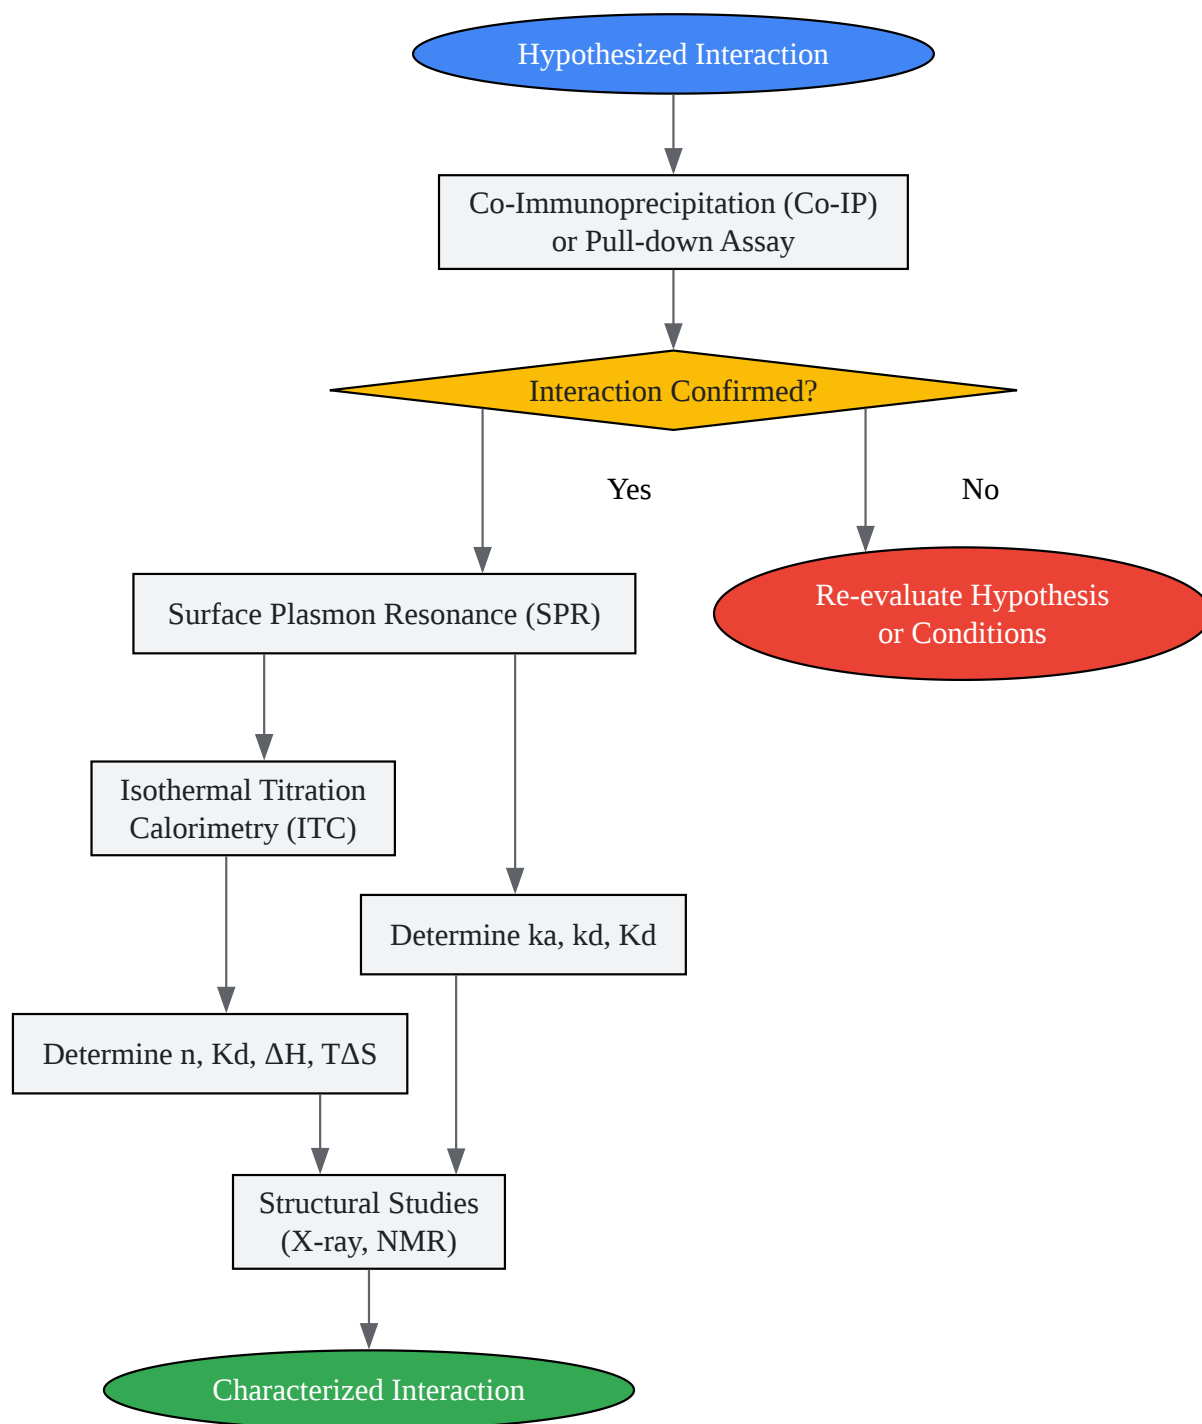 Hypothesized Interaction
Co-Immunoprecipitation (Co-IP)
or Pull-down Assay
Interaction Confirmed?
Yes
No
Surface Plasmon Resonance (SPR)
Re-evaluate Hypothesis
or Conditions
Isothermal Titration
Calorimetry (ITC)
Determine ka, kd, Kd
Determine n, Kd, ΔH, TΔS
Structural Studies
(X-ray, NMR)
Characterized Interaction